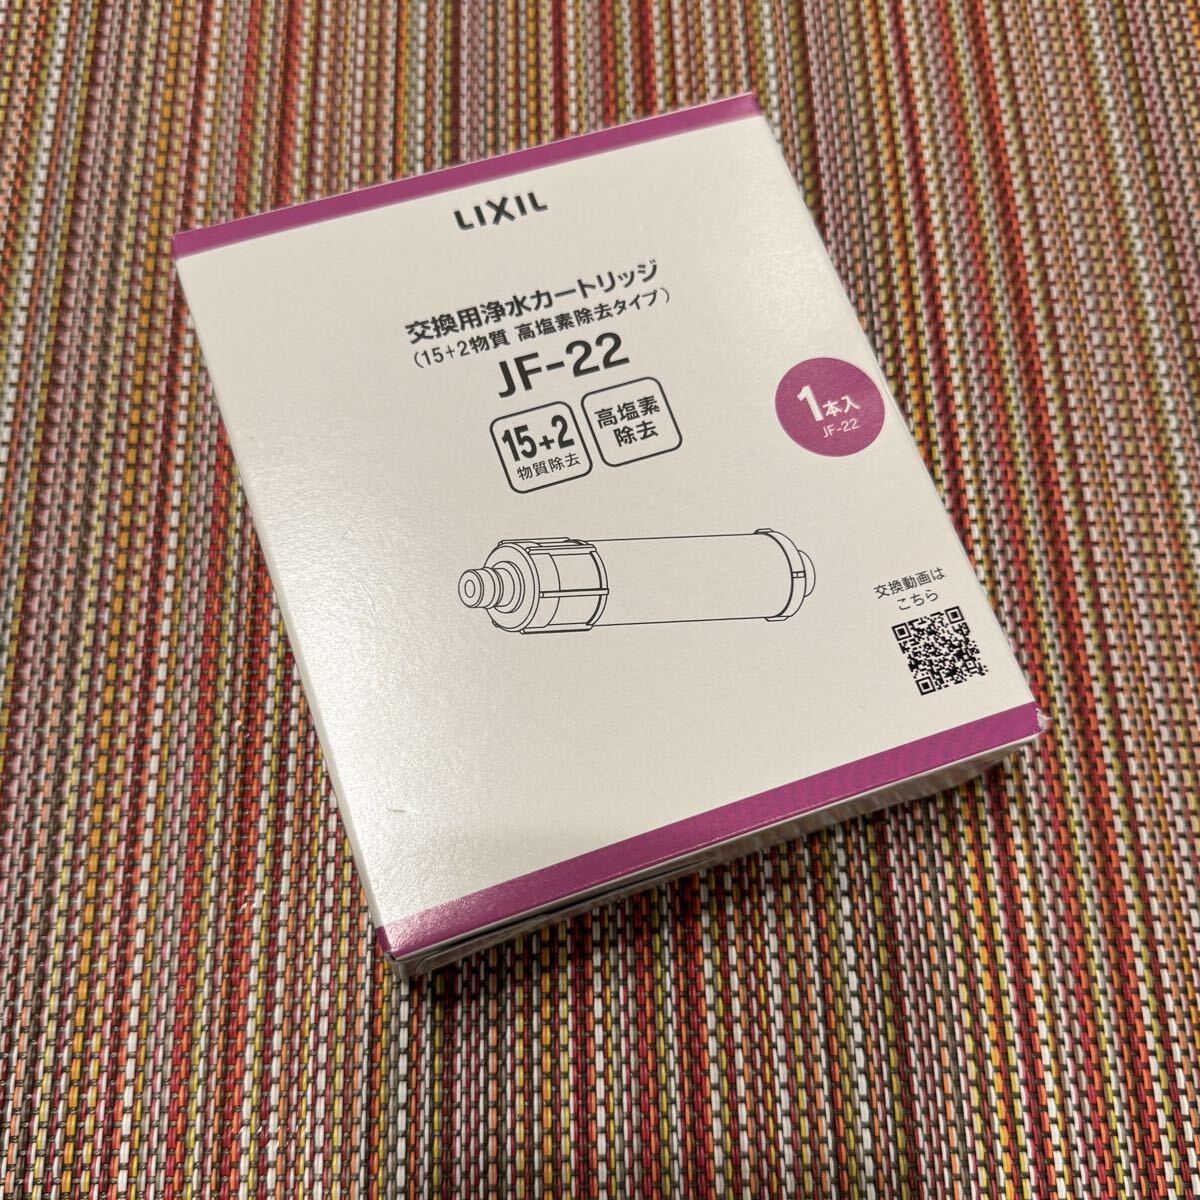 LIXIL
交換用浄水カートリッジ
（15+2物質 高塩素除去タイプ）
JF-22
15+2
物質除去
高塩素
除去
1本入
JF-22
交換動画は
こちら